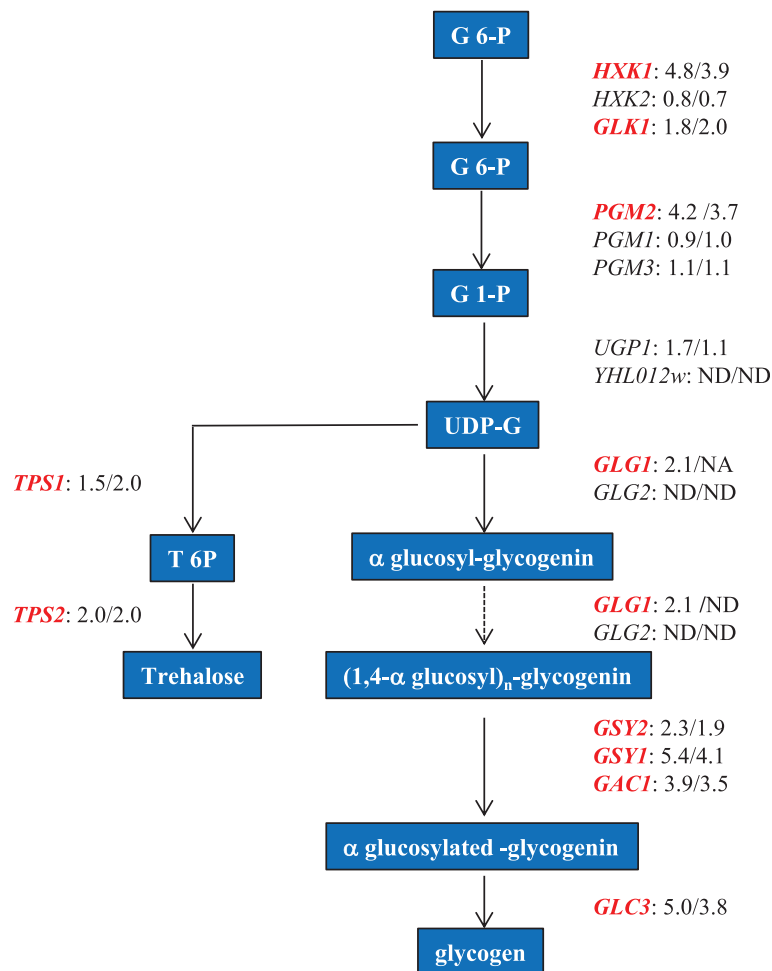 G 6-P
HXK1: 4.8/3.9
HXK2: 0.8/0.7
GLK1: 1.8/2.0
G 6-P
PGM2: 4.2 /3.7
PGM1: 0.9/1.0
PGM3: 1.1/1.1
G 1-P
UGP1: 1.7/1.1
YHL012w: ND/ND
UDP-G
GLG1: 2.1/NA
GLG2: ND/ND
TPS1: 1.5/2.0
T 6P
α glucosyl-glycogenin
TPS2: 2.0/2.0
GLG1: 2.1 /ND
GLG2: ND/ND
Trehalose
(1,4-α glucosyl)n-glycogenin
GSY2: 2.3/1.9
GSY1: 5.4/4.1
GAC1: 3.9/3.5
α glucosylated -glycogenin
GLC3: 5.0/3.8
glycogen